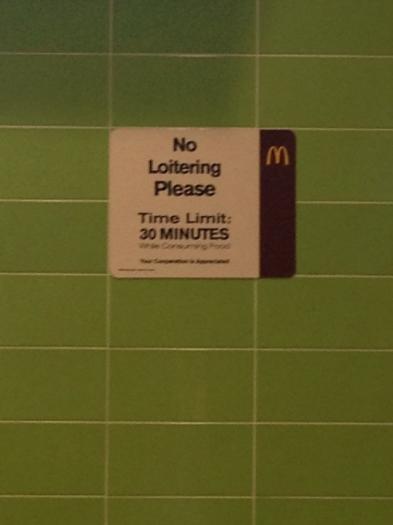 No
Loitering
Please
Time Limit:
30 MINUTES
While Consuming Food
Your Cooperation is Appreciated